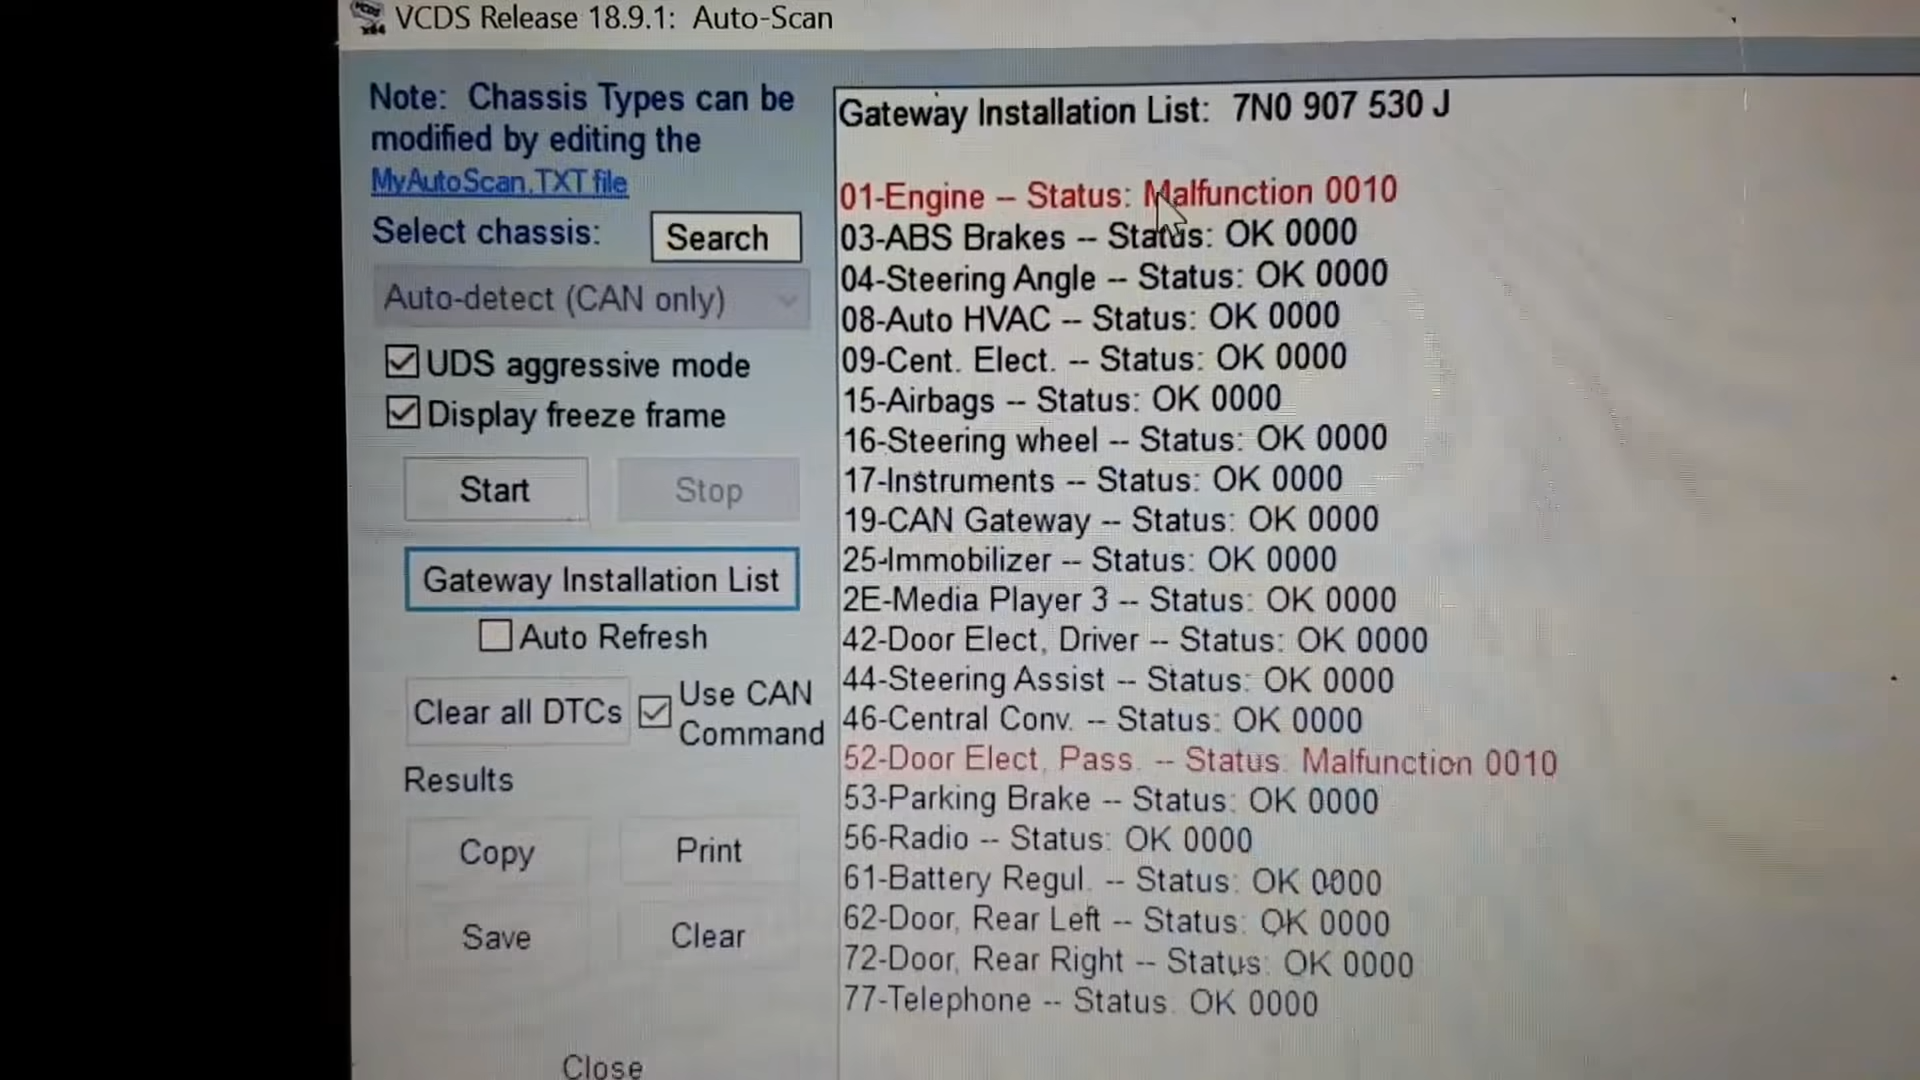 VCDS Release 18.9.1: Auto-Scan
Note: Chassis Types can be
modified by editing the
MyAutoScan.TXT file
Select chassis:
Search
Auto-detect (CAN only)
UDS aggressive mode
Display freeze frame
Start
Stop
Gateway Installation List
Auto Refresh
Clear all DTCs
Use CAN
Command
Results
Copy
Print
Save
Clear
Close
Gateway Installation List: 7N0 907 530 J
01-Engine -- Status: Malfunction 0010
03-ABS Brakes -- Status: OK 0000
04-Steering Angle -- Status: OK 0000
08-Auto HVAC -- Status: OK 0000
09-Cent. Elect. -- Status: OK 0000
15-Airbags -- Status: OK 0000
16-Steering wheel -- Status: OK 0000
17-Instruments -- Status: OK 0000
19-CAN Gateway -- Status: OK 0000
25-Immobilizer -- Status: OK 0000
2E-Media Player 3 -- Status: OK 0000
42-Door Elect, Driver -- Status: OK 0000
44-Steering Assist -- Status: OK 0000
46-Central Conv. -- Status: OK 0000
52-Door Elect, Pass. -- Status: Malfunction 0010
53-Parking Brake -- Status: OK 0000
56-Radio -- Status: OK 0000
61-Battery Regul. -- Status: OK 0000
62-Door, Rear Left -- Status: OK 0000
72-Door, Rear Right -- Status: OK 0000
77-Telephone -- Status: OK 0000